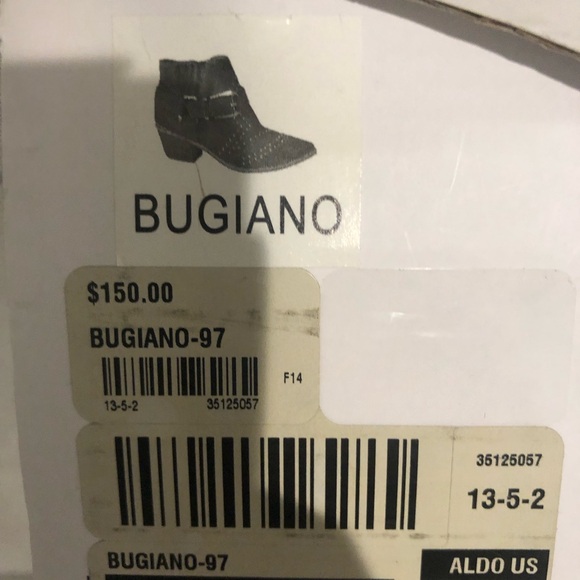 BUGIANO
$150.00
BUGIANO-97
F14
13-5-2 35125057
35125057
13-5-2
BUGIANO-97
ALDO US